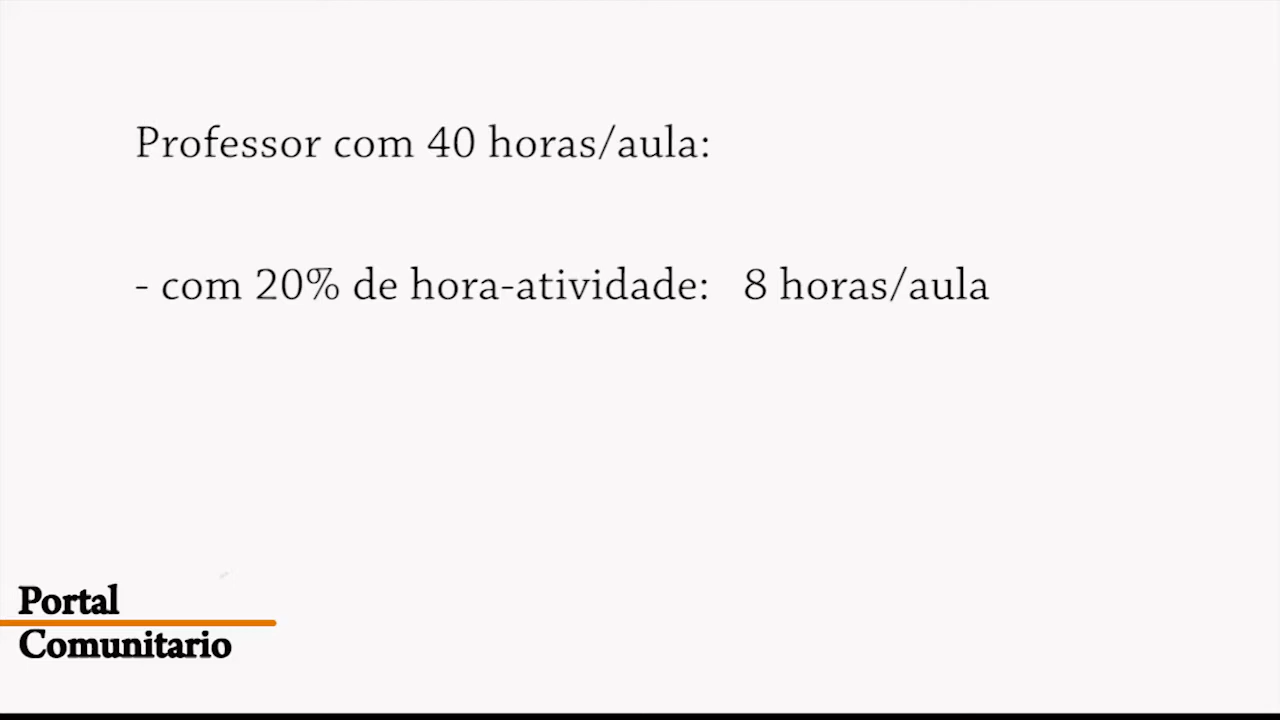 Professor com 40 horas/aula:
- com 20% de hora-atividade: 8 horas/aula
Portal
Comunitario